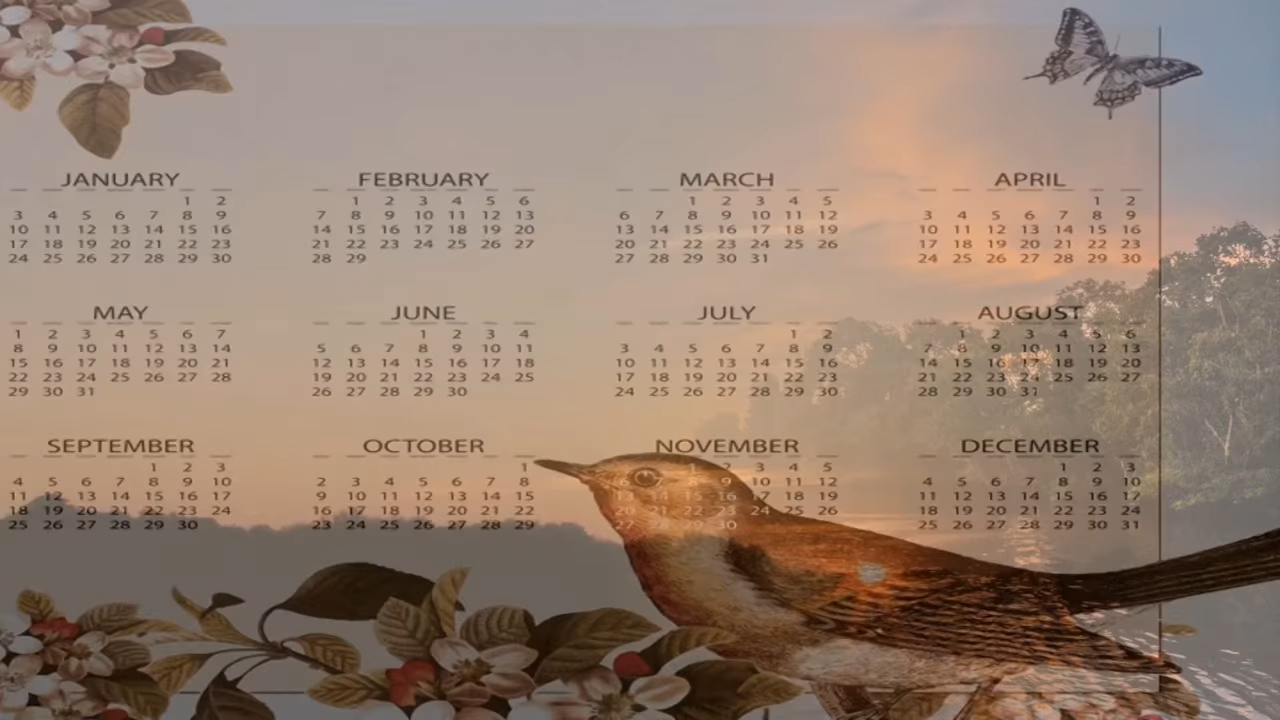 JANUARY
1 2
3 4 5 6 7 8 9
10 11 12 13 14 15 16
17 18 19 20 21 22 23
24 25 26 27 28 29 30
FEBRUARY
1 2 3 4 5 6
7 8 9 10 11 12 13
14 15 16 17 18 19 20
21 22 23 24 25 26 27
28 29
MARCH
1 2 3 4 5
6 7 8 9 10 11 12
13 14 15 16 17 18 19
20 21 22 23 24 25 26
27 28 29 30 31
APRIL
1 2
3 4 5 6 7 8 9
10 11 12 13 14 15 16
17 18 19 20 21 22 23
24 25 26 27 28 29 30
MAY
1 2 3 4 5 6 7
8 9 10 11 12 13 14
15 16 17 18 19 20 21
22 23 24 25 26 27 28
29 30 31
JUNE
1 2 3 4
5 6 7 8 9 10 11
12 13 14 15 16 17 18
19 20 21 22 23 24 25
26 27 28 29 30
JULY
1 2
3 4 5 6 7 8 9
10 11 12 13 14 15 16
17 18 19 20 21 22 23
24 25 26 27 28 29 30
AUGUST
1 2 3 4 5 6
7 8 9 10 11 12 13
14 15 16 17 18 19 20
21 22 23 24 25 26 27
28 29 30 31
SEPTEMBER
1 2 3
4 5 6 7 8 9 10
11 12 13 14 15 16 17
18 19 20 21 22 23 24
25 26 27 28 29 30
OCTOBER
1
2 3 4 5 6 7 8
9 10 11 12 13 14 15
16 17 18 19 20 21 22
23 24 25 26 27 28 29
NOVEMBER
1 2 3 4 5
6 7 8 9 10 11 12
13 14 15 16 17 18 19
20 21 22 23 24 25 26
27 28 29 30
DECEMBER
1 2 3
4 5 6 7 8 9 10
11 12 13 14 15 16 17
18 19 20 21 22 23 24
25 26 27 28 29 30 31